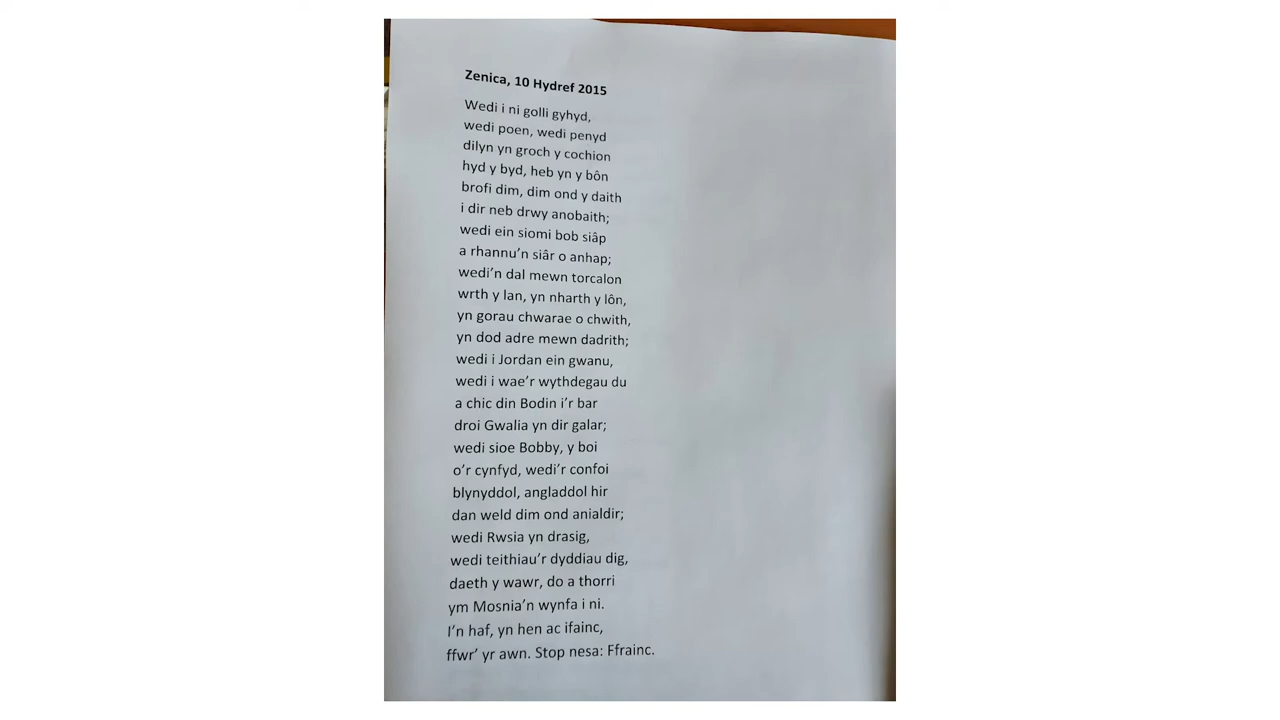 Zenica, 10 Hydref 2015
Wedi i ni golli gyhyd,
wedi poen, wedi penyd
dilyn yn groch y cochion
hyd y byd, heb yn y bôn
brofi dim, dim ond y daith
i dir neb drwy anobaith;
wedi ein siomi bob siâp
a rhannu’n siâr o anhap;
wedi’n dal mewn torcalon
wrth y lan, yn nharth y lôn,
yn gorau chwarae o chwith,
yn dod adre mewn dadrith;
wedi i Jordan ein gwanu,
wedi i wae’r wythdegau du
a chic din Bodin i’r bar
droi Gwalia yn dir galar;
wedi sioe Bobby, y boi
o’r cynfyd, wedi’r confoi
blynyddol, angladdol hir
dan weld dim ond anialdir;
wedi Rwsia yn drasig,
wedi teithiau’r dyddiau dig,
daeth y wawr, do a thorri
ym Mosnia’n wynfa i ni.
I’n haf, yn hen ac ifainc,
ffwr’ yr awn. Stop nesa: Ffrainc.